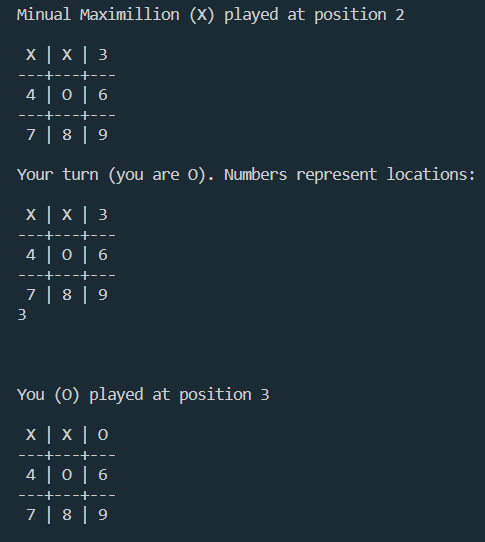 Minual Maximillion (X) played at position 2
X | X | 3
---+---+---
4 | O | 6
---+---+---
7 | 8 | 9
Your turn (you are O). Numbers represent locations:
X | X | 3
---+---+---
4 | O | 6
---+---+---
7 | 8 | 9
3
You (O) played at position 3
X | X | O
---+---+---
4 | O | 6
---+---+---
7 | 8 | 9